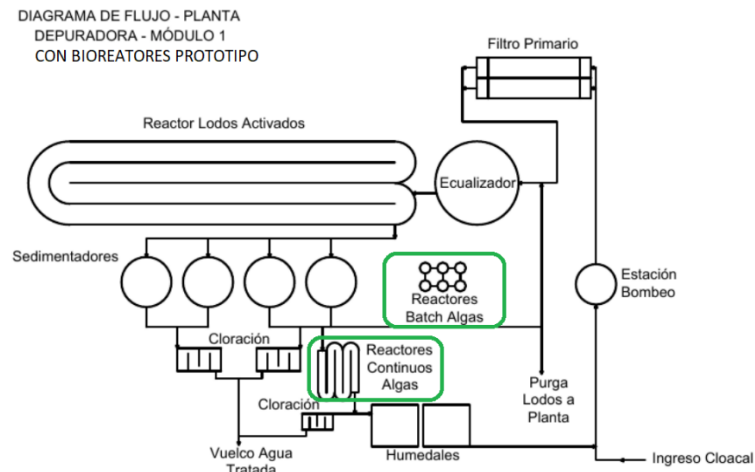 DIAGRAMA DE FLUJO - PLANTA
DEPURADORA - MÓDULO 1
CON BIOREATORES PROTOTIPO
Filtro Primario
Reactor Lodos Activados
Ecualizador
Sedimentadores
Estación
Bombeo
Reactores
Batch Algas
Cloración
Reactores
Continuos
Algas
Purga
Lodos a
Planta
Cloración
Humedales
Vuelco Agua
Tratada
Ingreso Cloacal